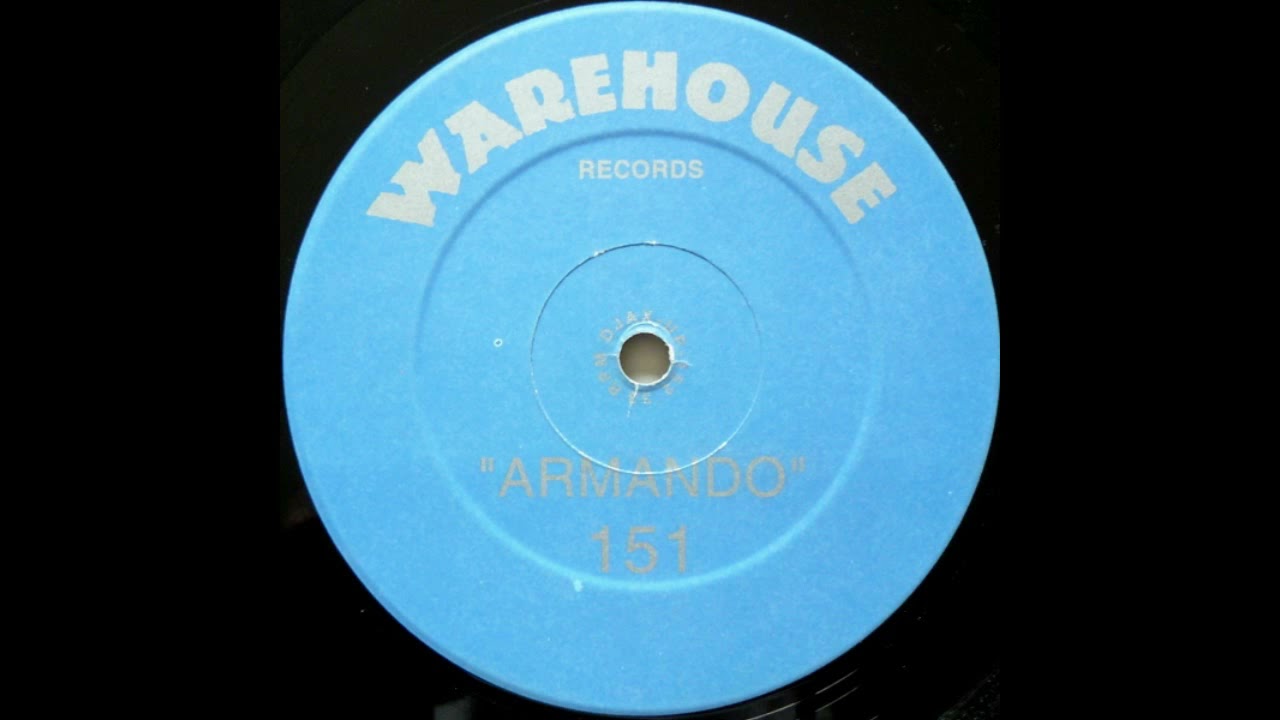 WAREHOUSE
RECORDS
"ARMANDO"
151